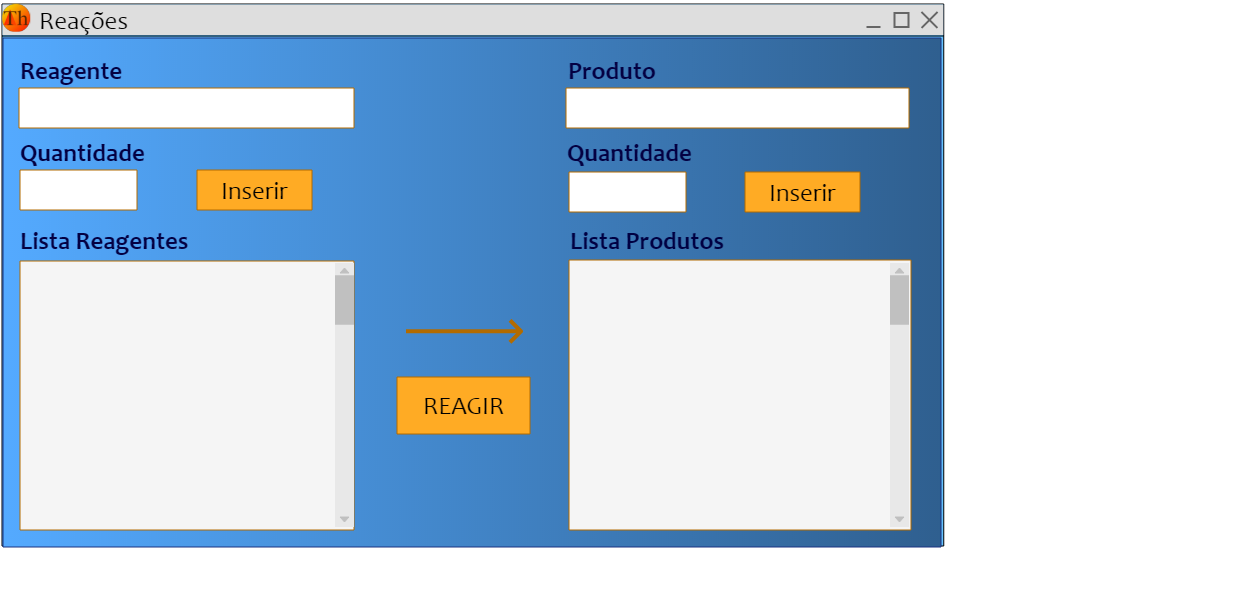 Th Reações
Reagente
Produto
Quantidade
Inserir
Quantidade
Inserir
Lista Reagentes
Lista Produtos
REAGIR